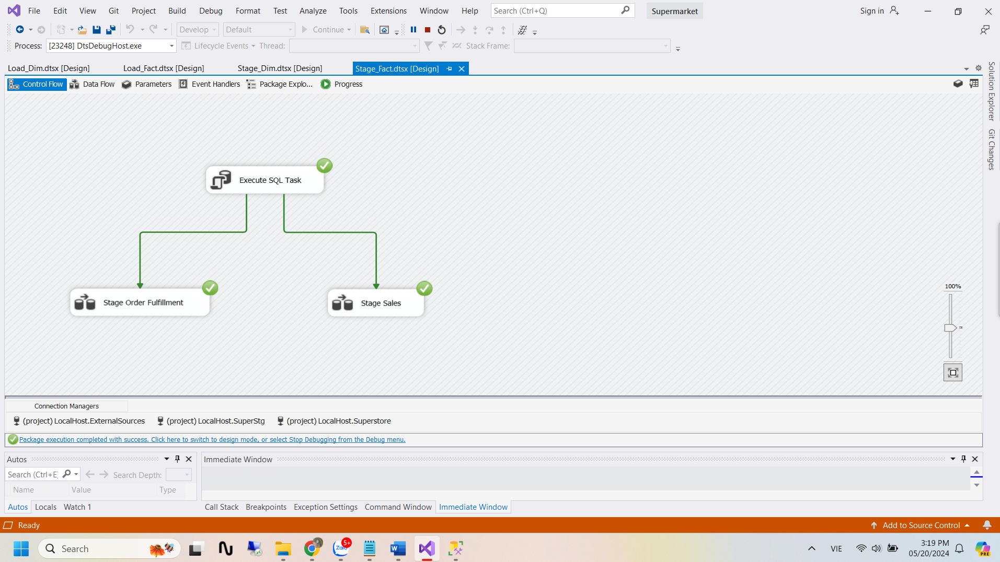 File Edit View Git Project Build Debug Format Test Analyze Tools Extensions Window Help Search (Ctrl+Q) Supermarket Sign in
Develop Default Continue
Process: [23248] DtsDebugHost.exe Lifecycle Events Thread: Stack Frame:
Load_Dim.dtsx [Design] Load_Fact.dtsx [Design] Stage_Dim.dtsx [Design] Stage_Fact.dtsx [Design]
Control Flow Data Flow Parameters Event Handlers Package Explo... Progress
Solution Explorer
Git Changes
Execute SQL Task
Stage Order Fulfillment
Stage Sales
100%
Connection Managers
(project) LocalHost.ExternalSources (project) LocalHost.SuperStg (project) LocalHost.Superstore
Package execution completed with success. Click here to switch to design mode, or select Stop Debugging from the Debug menu.
Autos
Search (Ctrl+E) Search Depth:
Name Value Type
Autos Locals Watch 1
Immediate Window
Call Stack Breakpoints Exception Settings Command Window Immediate Window
Ready Add to Source Control
Search Zalo 5+ W VIE 3:19 PM
05/20/2024
PRE